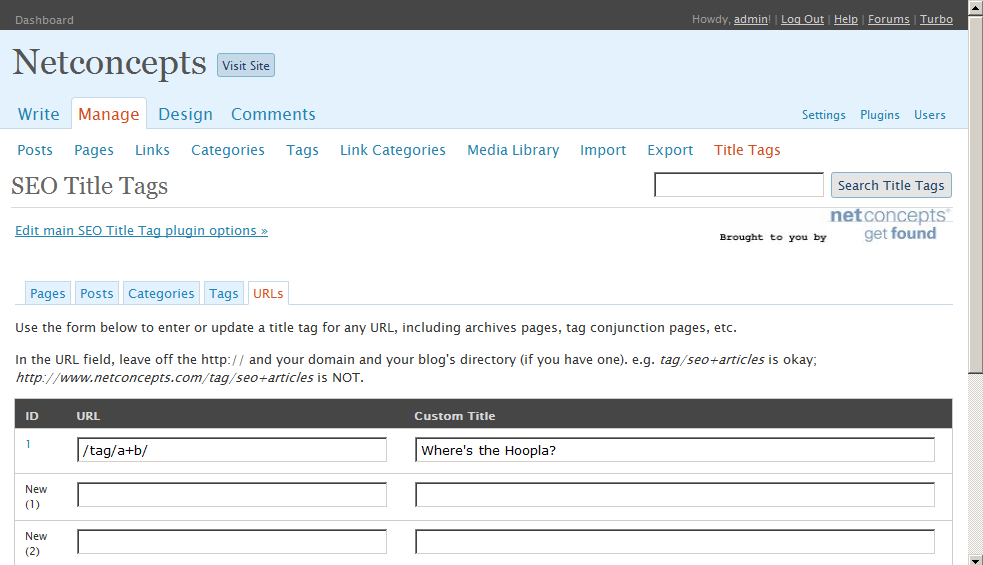 Dashboard Howdy, admin! | Log Out | Help | Forums | Turbo
Netconcepts Visit Site
Write Manage Design Comments Settings Plugins Users
Posts Pages Links Categories Tags Link Categories Media Library Import Export Title Tags
SEO Title Tags Search Title Tags
Edit main SEO Title Tag plugin options »
Brought to you by netconcepts®
get found
Pages Posts Categories Tags URLs
Use the form below to enter or update a title tag for any URL, including archives pages, tag conjunction pages, etc.
In the URL field, leave off the http:// and your domain and your blog's directory (if you have one). e.g. tag/seo+articles is okay;
http://www.netconcepts.com/tag/seo+articles is NOT.
ID URL Custom Title
1 /tag/a+b/ Where's the Hoopla?
New
(1)
New
(2)